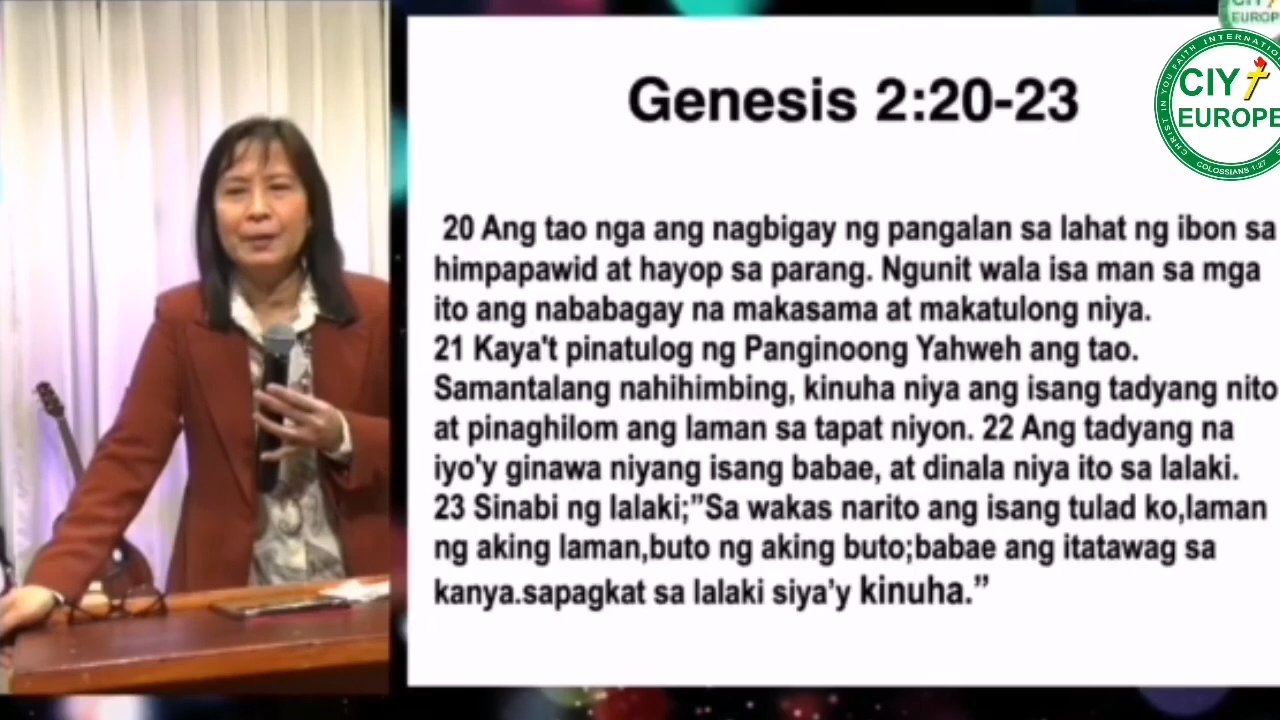 Genesis 2:20-23
20 Ang tao nga ang nagbigay ng pangalan sa lahat ng ibon sa
himpapawid at hayop sa parang. Ngunit wala isa man sa mga
ito ang nababagay na makasama at makatulong niya.
21 Kaya't pinatulog ng Panginoong Yahweh ang tao.
Samantalang nahihimbing, kinuha niya ang isang tadyang nito
at pinaghilom ang laman sa tapat niyon. 22 Ang tadyang na
iyo'y ginawa niyang isang babae, at dinala niya ito sa lalaki.
23 Sinabi ng lalaki;”Sa wakas narito ang isang tulad ko,laman
ng aking laman,buto ng aking buto;babae ang itatawag sa
kanya.sapagkat sa lalaki siya’y kinuha.”
CIY
EUROPE
CHRIST IN YOU FAITH
COLOSSIANS 1:27